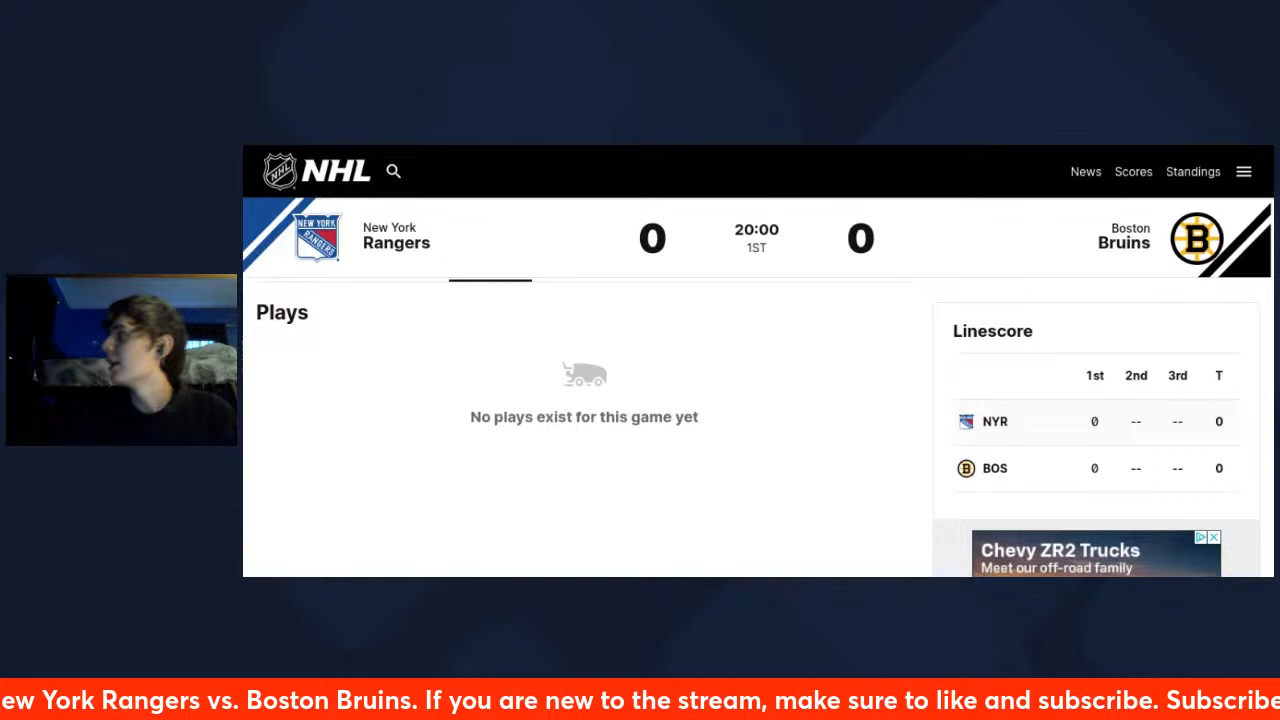 NHL
NHL
News Scores Standings
NEW YORK
RANGERS
New York
Rangers
0
20:00
1ST
0
Boston
Bruins
B
Plays
No plays exist for this game yet
Linescore
1st 2nd 3rd T
NYR 0 -- -- 0
B BOS 0 -- -- 0
Chevy ZR2 Trucks
Meet our off-road family
ew York Rangers vs. Boston Bruins. If you are new to the stream, make sure to like and subscribe. Subscribe